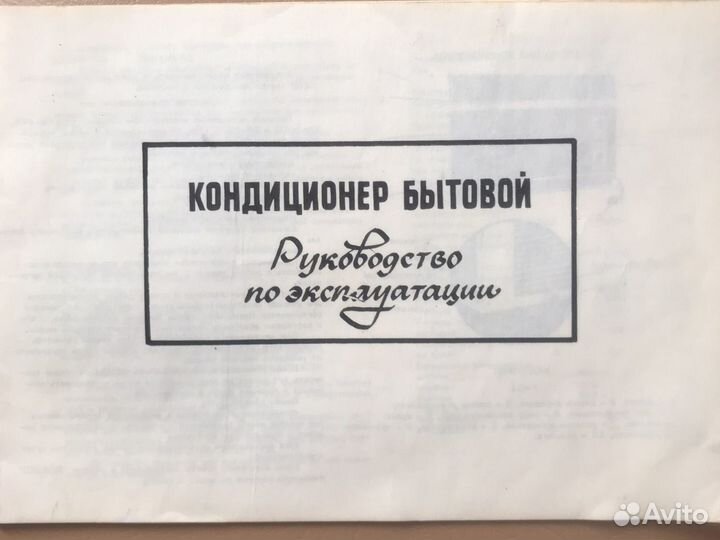 КОНДИЦИОНЕР БЫТОВОЙ
Руководство
по эксплуатации
Avito